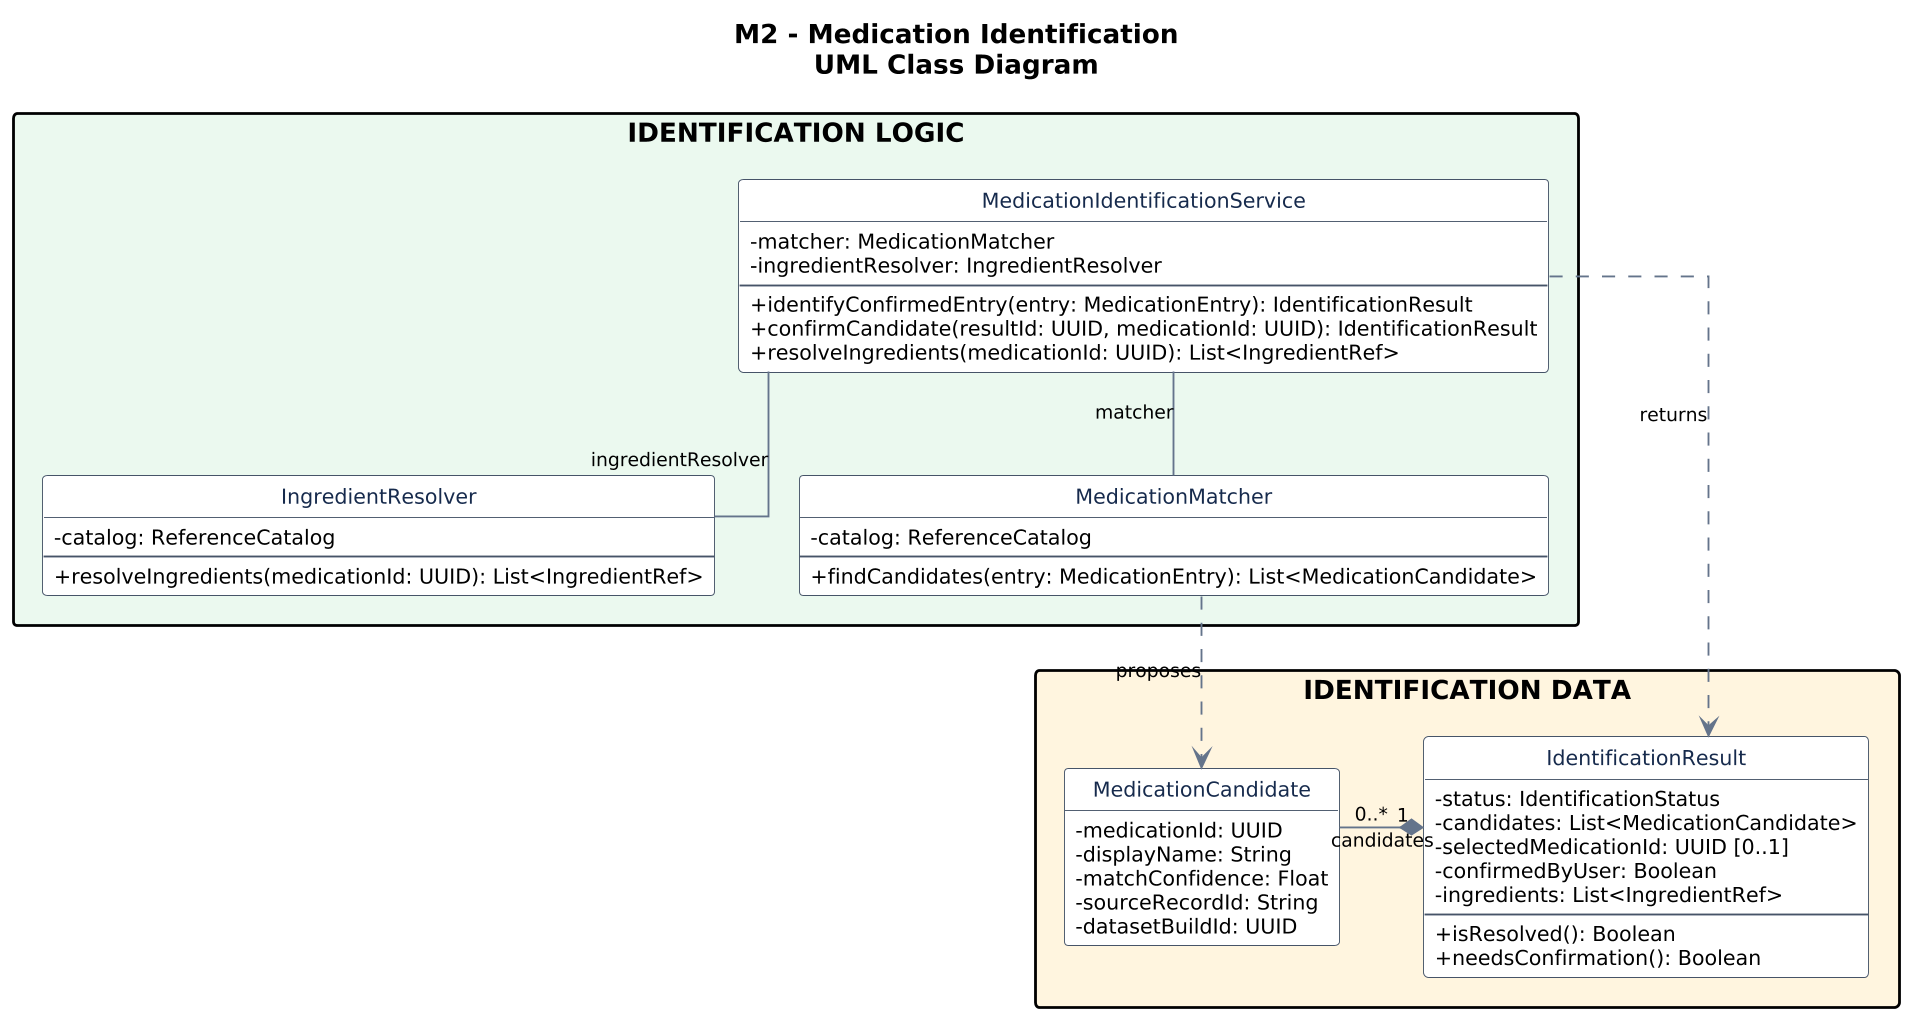 M2 - Medication Identification
UML Class Diagram
IDENTIFICATION LOGIC
MedicationIdentificationService
-matcher: MedicationMatcher
-ingredientResolver: IngredientResolver
+identifyConfirmedEntry(entry: MedicationEntry): IdentificationResult
+confirmCandidate(resultId: UUID, medicationId: UUID): IdentificationResult
+resolveIngredients(medicationId: UUID): List<IngredientRef>
matcher
returns
ingredientResolver
IngredientResolver
-catalog: ReferenceCatalog
+resolveIngredients(medicationId: UUID): List<IngredientRef>
MedicationMatcher
-catalog: ReferenceCatalog
+findCandidates(entry: MedicationEntry): List<MedicationCandidate>
proposes
IDENTIFICATION DATA
MedicationCandidate
-medicationId: UUID
-displayName: String
-matchConfidence: Float
-sourceRecordId: String
-datasetBuildId: UUID
0..* 1
candidates
IdentificationResult
-status: IdentificationStatus
-candidates: List<MedicationCandidate>
-selectedMedicationId: UUID [0..1]
-confirmedByUser: Boolean
-ingredients: List<IngredientRef>
+isResolved(): Boolean
+needsConfirmation(): Boolean